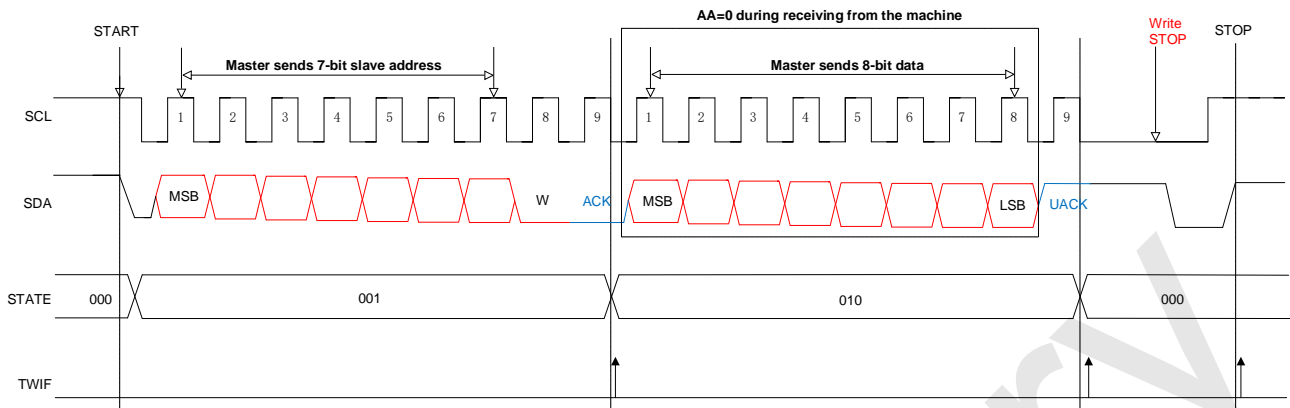 AA=0 during receiving from the machine
START
Write
STOP
STOP
Master sends 7-bit slave address
Master sends 8-bit data
SCL
1 2 3 4 5 6 7 8 9 1 2 3 4 5 6 7 8 9
SDA
MSB W ACK MSB LSB UACK
STATE 000 001 010 000
TWIF